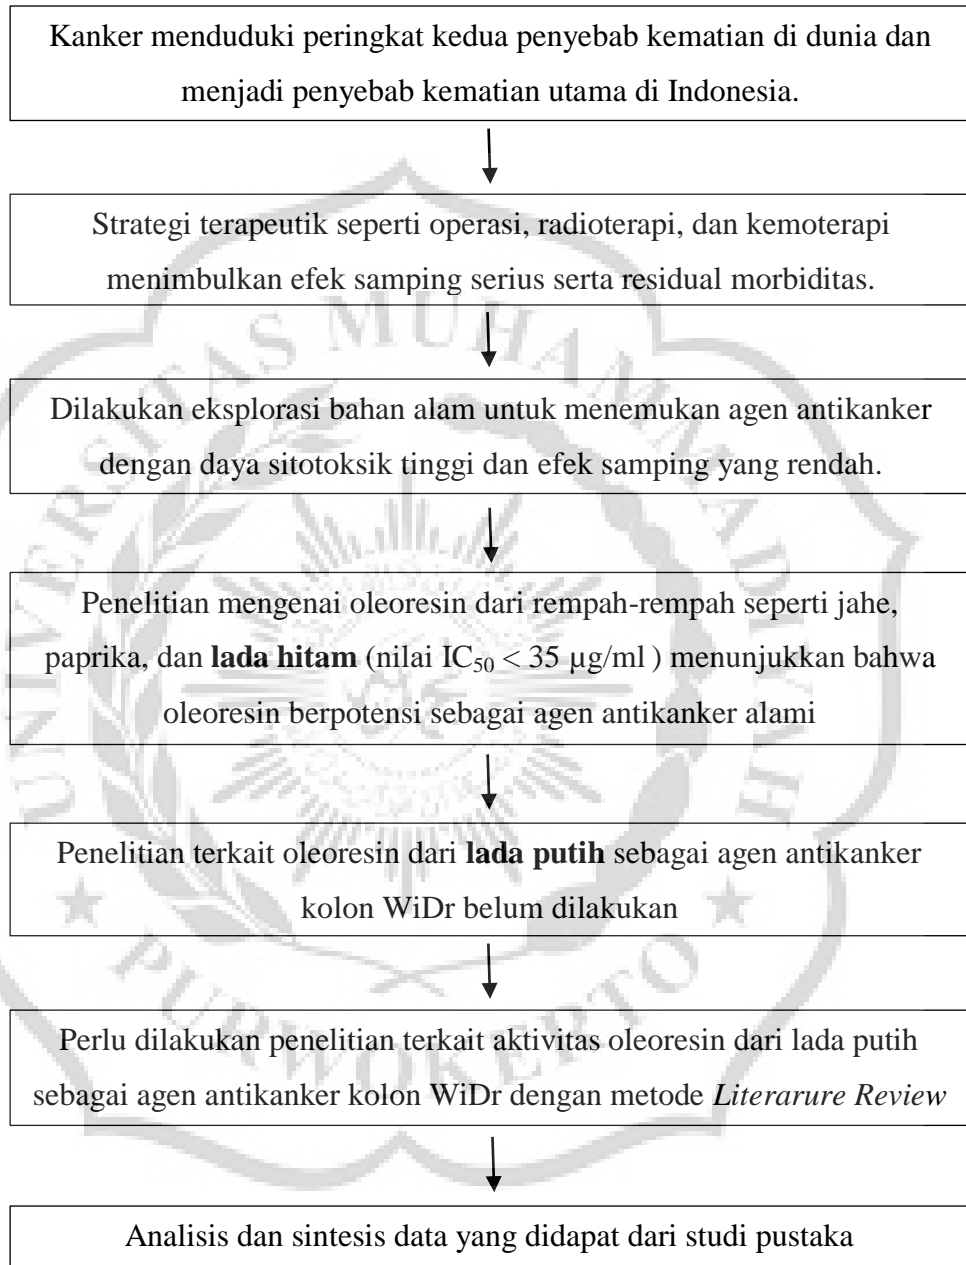 Kanker menduduki peringkat kedua penyebab kematian di dunia dan
menjadi penyebab kematian utama di Indonesia.
Strategi terapeutik seperti operasi, radioterapi, dan kemoterapi
menimbulkan efek samping serius serta residual morbiditas.
Dilakukan eksplorasi bahan alam untuk menemukan agen antikanker
dengan daya sitotoksik tinggi dan efek samping yang rendah.
Penelitian mengenai oleoresin dari rempah-rempah seperti jahe,
paprika, dan lada hitam (nilai IC₅₀ < 35 µg/ml ) menunjukkan bahwa
oleoresin berpotensi sebagai agen antikanker alami
Penelitian terkait oleoresin dari lada putih sebagai agen antikanker
kolon WiDr belum dilakukan
Perlu dilakukan penelitian terkait aktivitas oleoresin dari lada putih
sebagai agen antikanker kolon WiDr dengan metode Literarure Review
Analisis dan sintesis data yang didapat dari studi pustaka
UNIVERSITAS MUHAMMADIYAH
PURWOKERTO